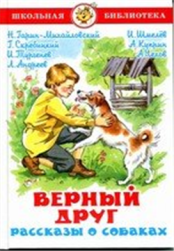 ШКОЛЬНАЯ БИБЛИОТЕКА
Н. Гарин-Михайловский
Г. Скребицкий
И. Тургенев
Л. Андреев
И. Шмелёв
А. Куприн
А. Чехов
ВЕРНЫЙ
ДРУГ
РАССКАЗЫ О СОБАКАХ